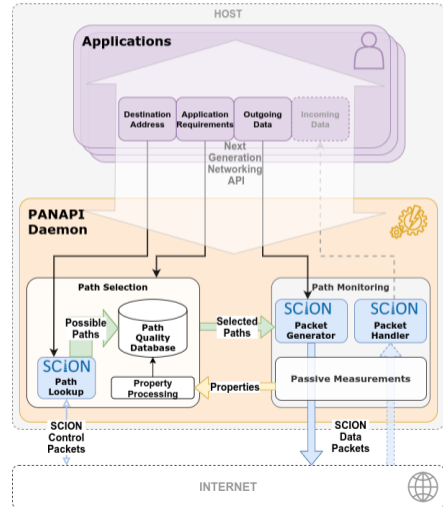 HOST
Applications
Destination
Address
Application
Requirements
Outgoing
Data
Incoming
Data
Next
Generation
Networking
API
PANAPI
Daemon
Path Selection
Path Monitoring
Possible
Paths
Path
Quality
Database
Selected
Paths
SCION
Packet
Generator
SCION
Packet
Handler
SCION
Path
Lookup
Property
Processing
Properties
Passive Measurements
SCION
Control
Packets
SCION
Data
Packets
INTERNET